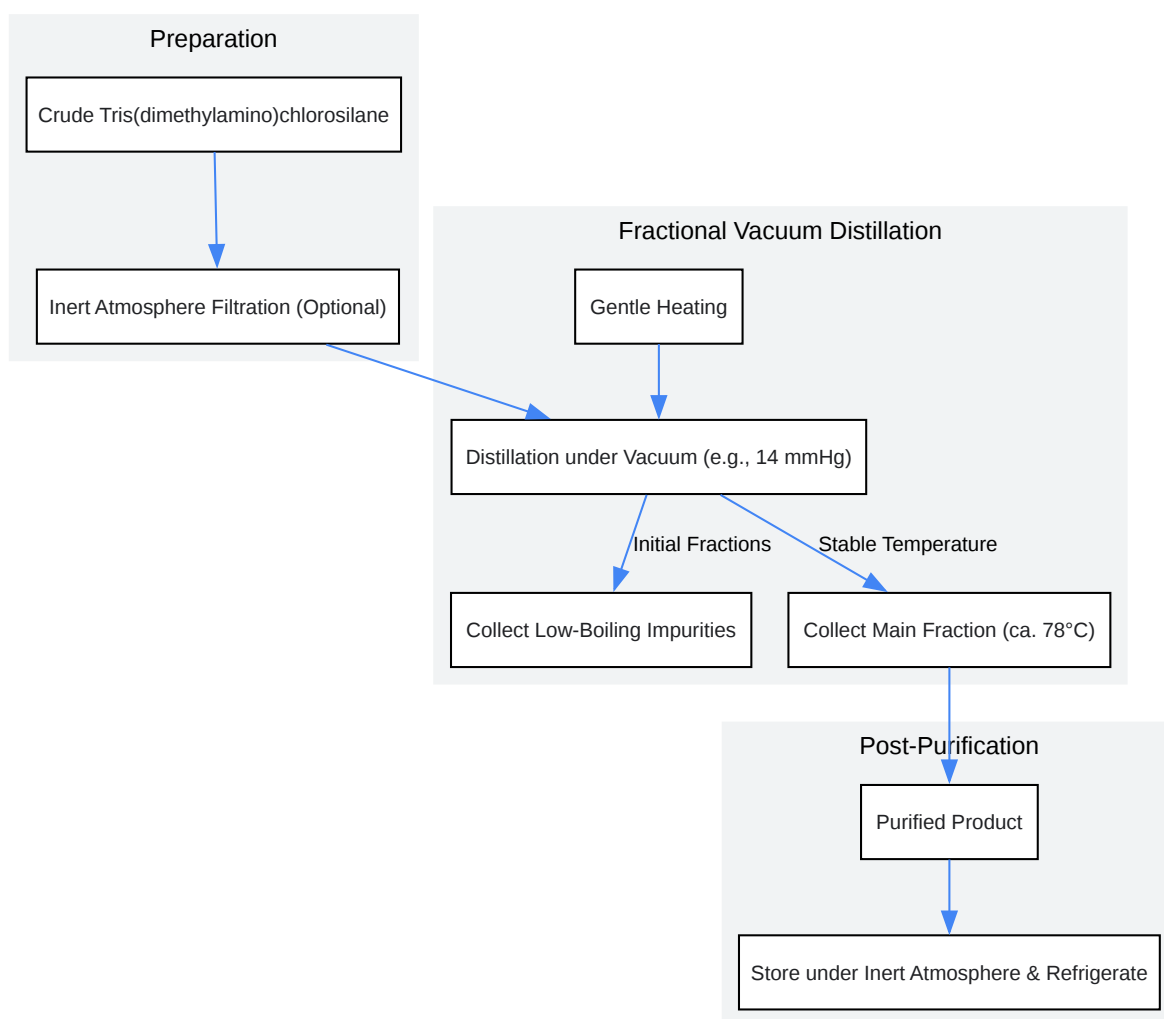 Preparation
Crude Tris(dimethylamino)chlorosilane
Inert Atmosphere Filtration (Optional)
Fractional Vacuum Distillation
Gentle Heating
Distillation under Vacuum (e.g., 14 mmHg)
Initial Fractions
Stable Temperature
Collect Low-Boiling Impurities
Collect Main Fraction (ca. 78°C)
Post-Purification
Purified Product
Store under Inert Atmosphere & Refrigerate